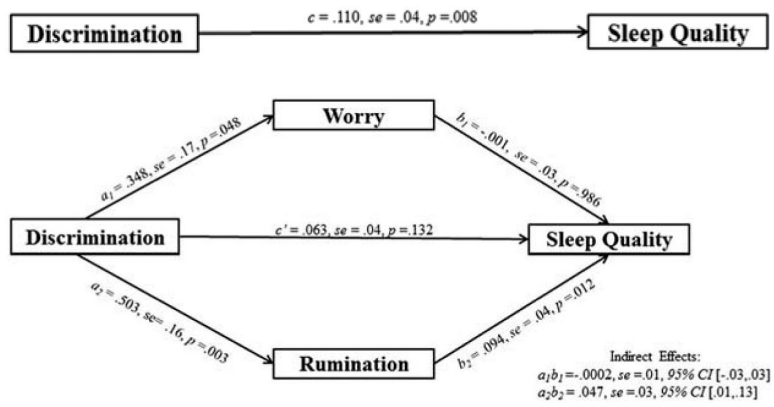 c = .110, se = .04, p =.008
Discrimination
Sleep Quality
Worry
a1 = .348, se = .17, p =.048
b1 = -.001, se = .03, p =.986
Discrimination
c' = .063, se = .04, p =.132
Sleep Quality
a2 = .503, se= .16, p =.003
b2 = .094, se = .04, p =.012
Rumination
Indirect Effects:
a1b1 =-.0002, se =.01, 95% CI [-.03,.03]
a2b2 = .047, se =.03, 95% CI [.01,.13]